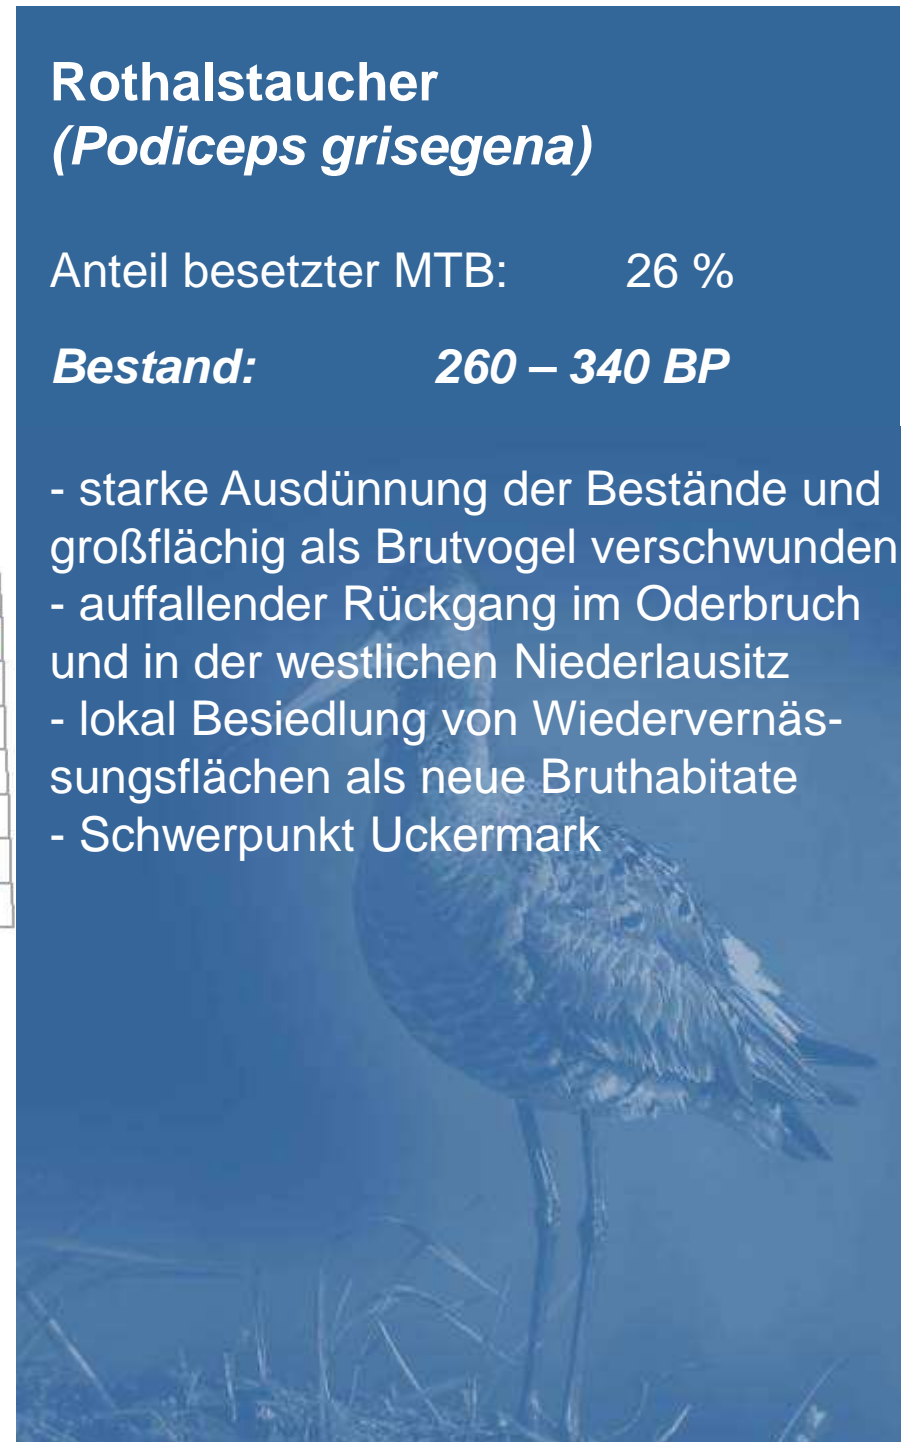 Rothalstaucher
(Podiceps grisegena)
Anteil besetzter MTB: 26 %
Bestand: 260 – 340 BP
- starke Ausdünnung der Bestände und
großflächig als Brutvogel verschwunden
- auffallender Rückgang im Oderbruch
und in der westlichen Niederlausitz
- lokal Besiedlung von Wiedervernäs-
sungsflächen als neue Bruthabitate
- Schwerpunkt Uckermark